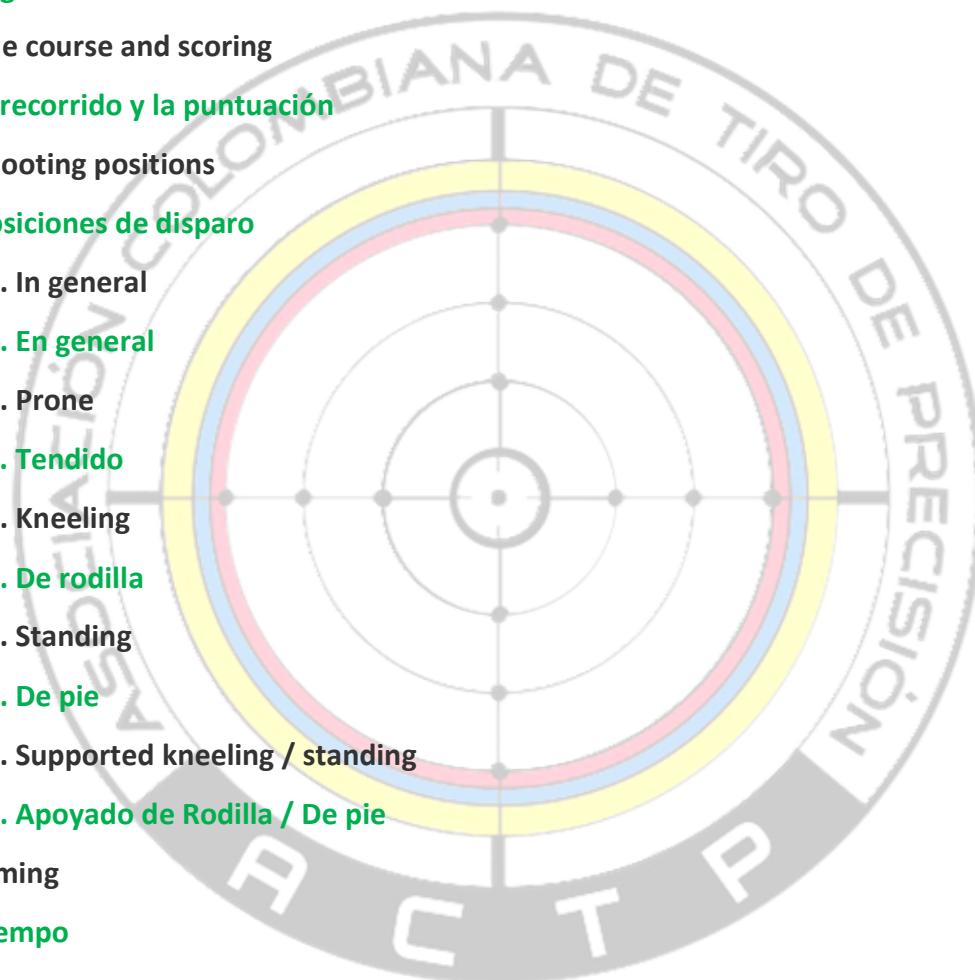 e course and scoring
recorrido y la puntuación
ooting positions
siciones de disparo
. In general
. En general
. Prone
. Tendido
. Kneeling
. De rodilla
. Standing
. De pie
. Supported kneeling / standing
. Apoyado de Rodilla / De pie
ming
empo
ASOCIACIÓN COLOMBIANA DE TIRO DE PRECISIÓN
ACTP